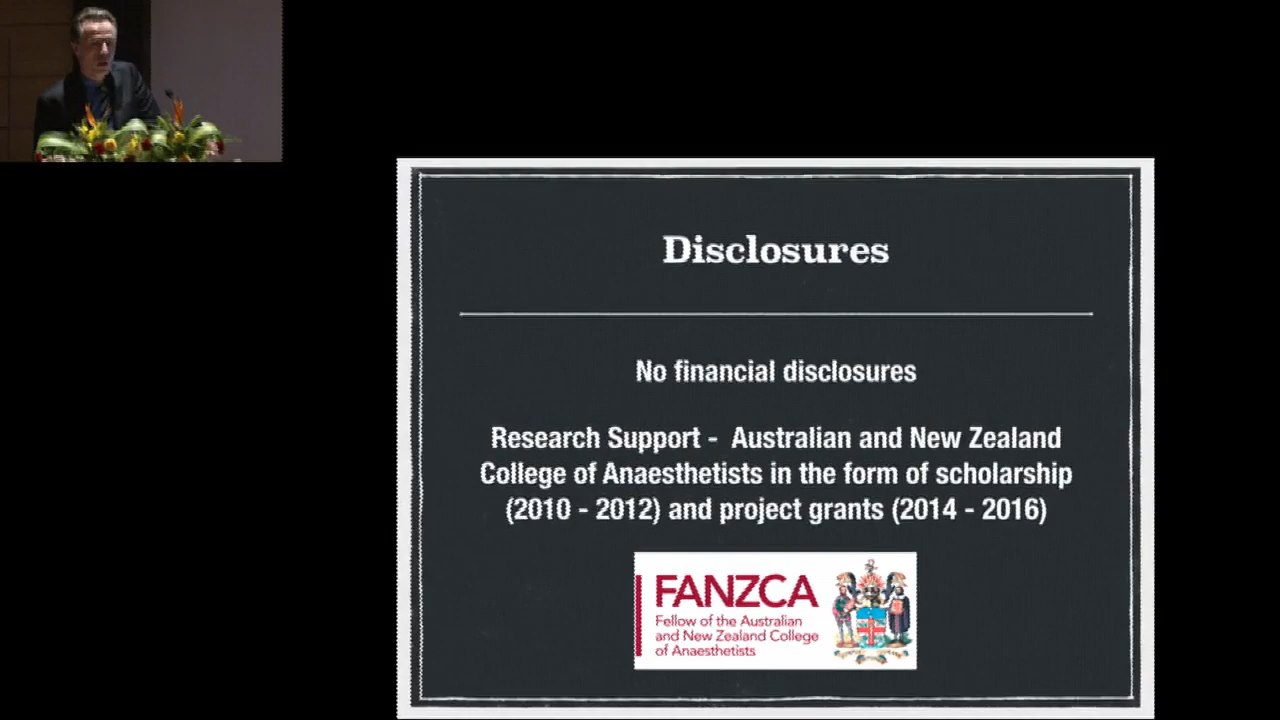 Disclosures
No financial disclosures
Research Support - Australian and New Zealand
College of Anaesthetists in the form of scholarship
(2010 - 2012) and project grants (2014 - 2016)
FANZCA
Fellow of the Australian
and New Zealand College
of Anaesthetists